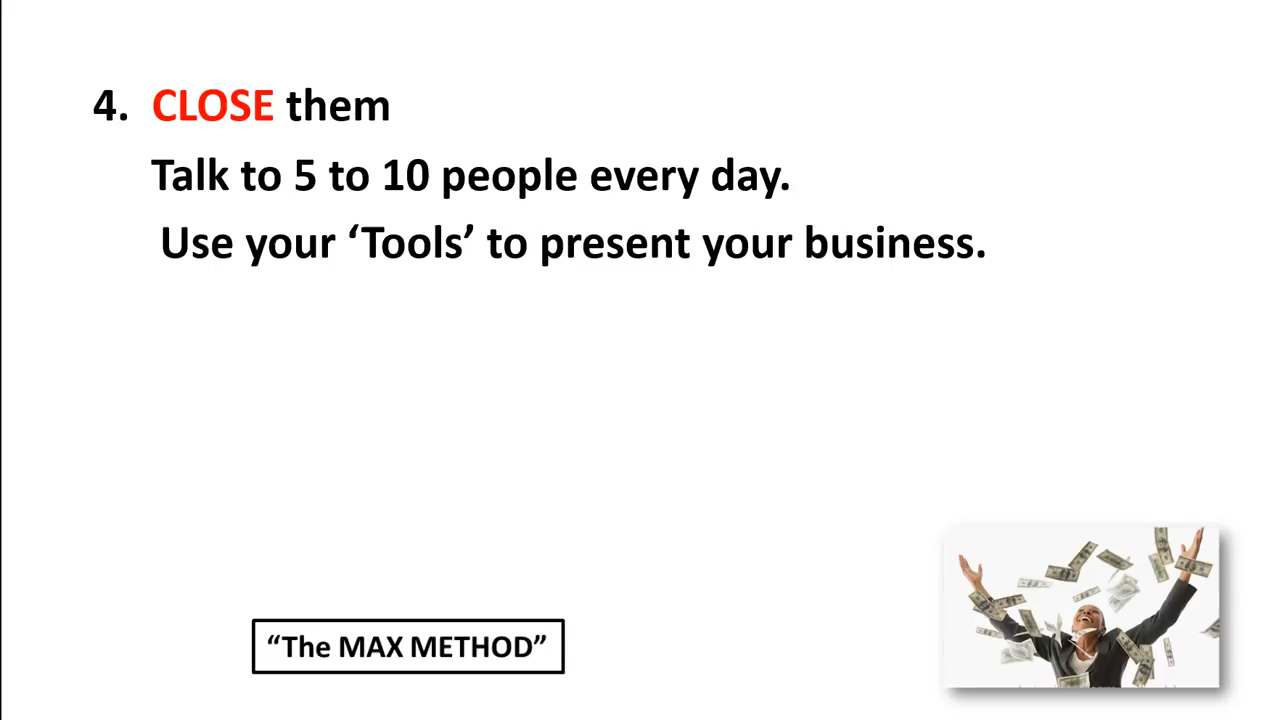 4. CLOSE them
Talk to 5 to 10 people every day.
Use your ‘Tools’ to present your business.
“The MAX METHOD”